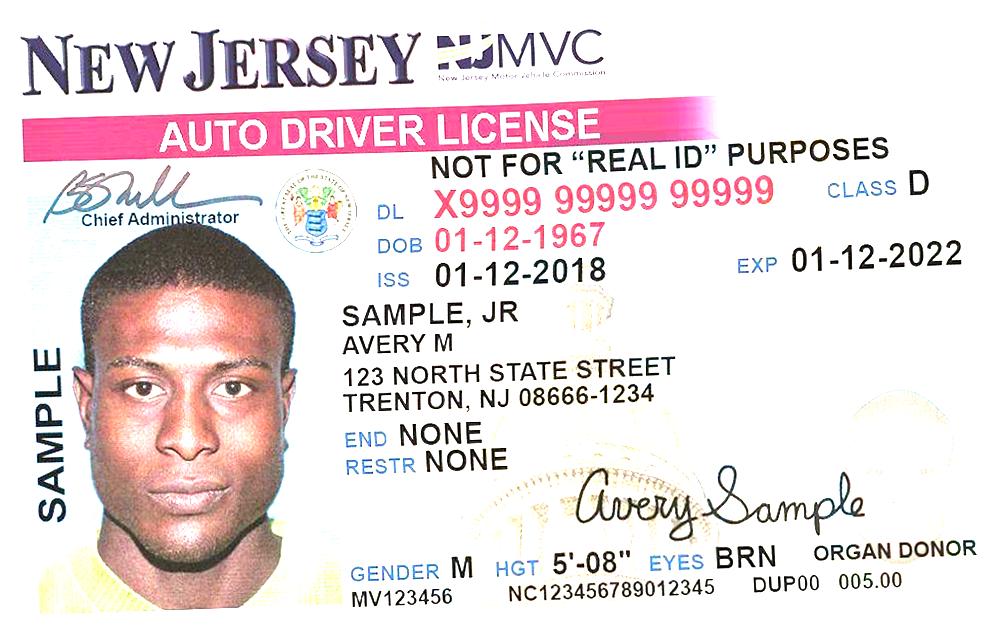 NEW JERSEY NJMVC
New Jersey Motor Vehicle Commission
AUTO DRIVER LICENSE
NOT FOR “REAL ID” PURPOSES
Chief Administrator
DL X9999 99999 99999 CLASS D
DOB 01-12-1967
ISS 01-12-2018 EXP 01-12-2022
SAMPLE, JR
AVERY M
123 NORTH STATE STREET
TRENTON, NJ 08666-1234
END NONE
RESTR NONE
SAMPLE
Avery Sample
GENDER M HGT 5'-08" EYES BRN ORGAN DONOR
MV123456 NC123456789012345 DUP00 005.00